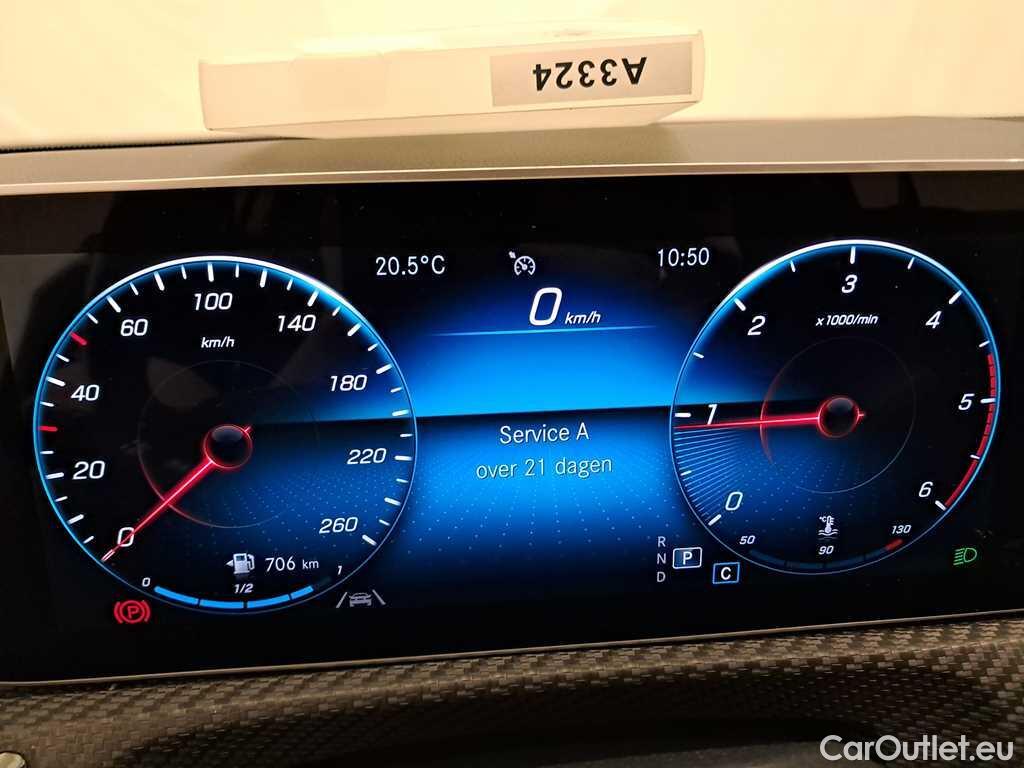 A3324
20.5°C
10:50
0 km/h
100
60
140
km/h
40
180
20
220
0
260
706 km
0
1/2
1
3
2
4
x1000/min
1
5
0
6
Service A
over 21 dagen
R
N P
D C
°C
50
90
130
P
CarOutlet.eu